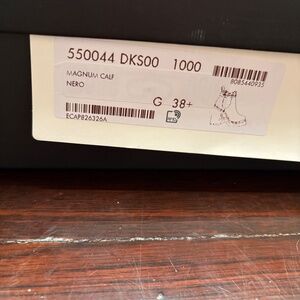 550044 DKS00 1000
8085440935
MAGNUM CALF
NERO
G 38+
ECAP826326A